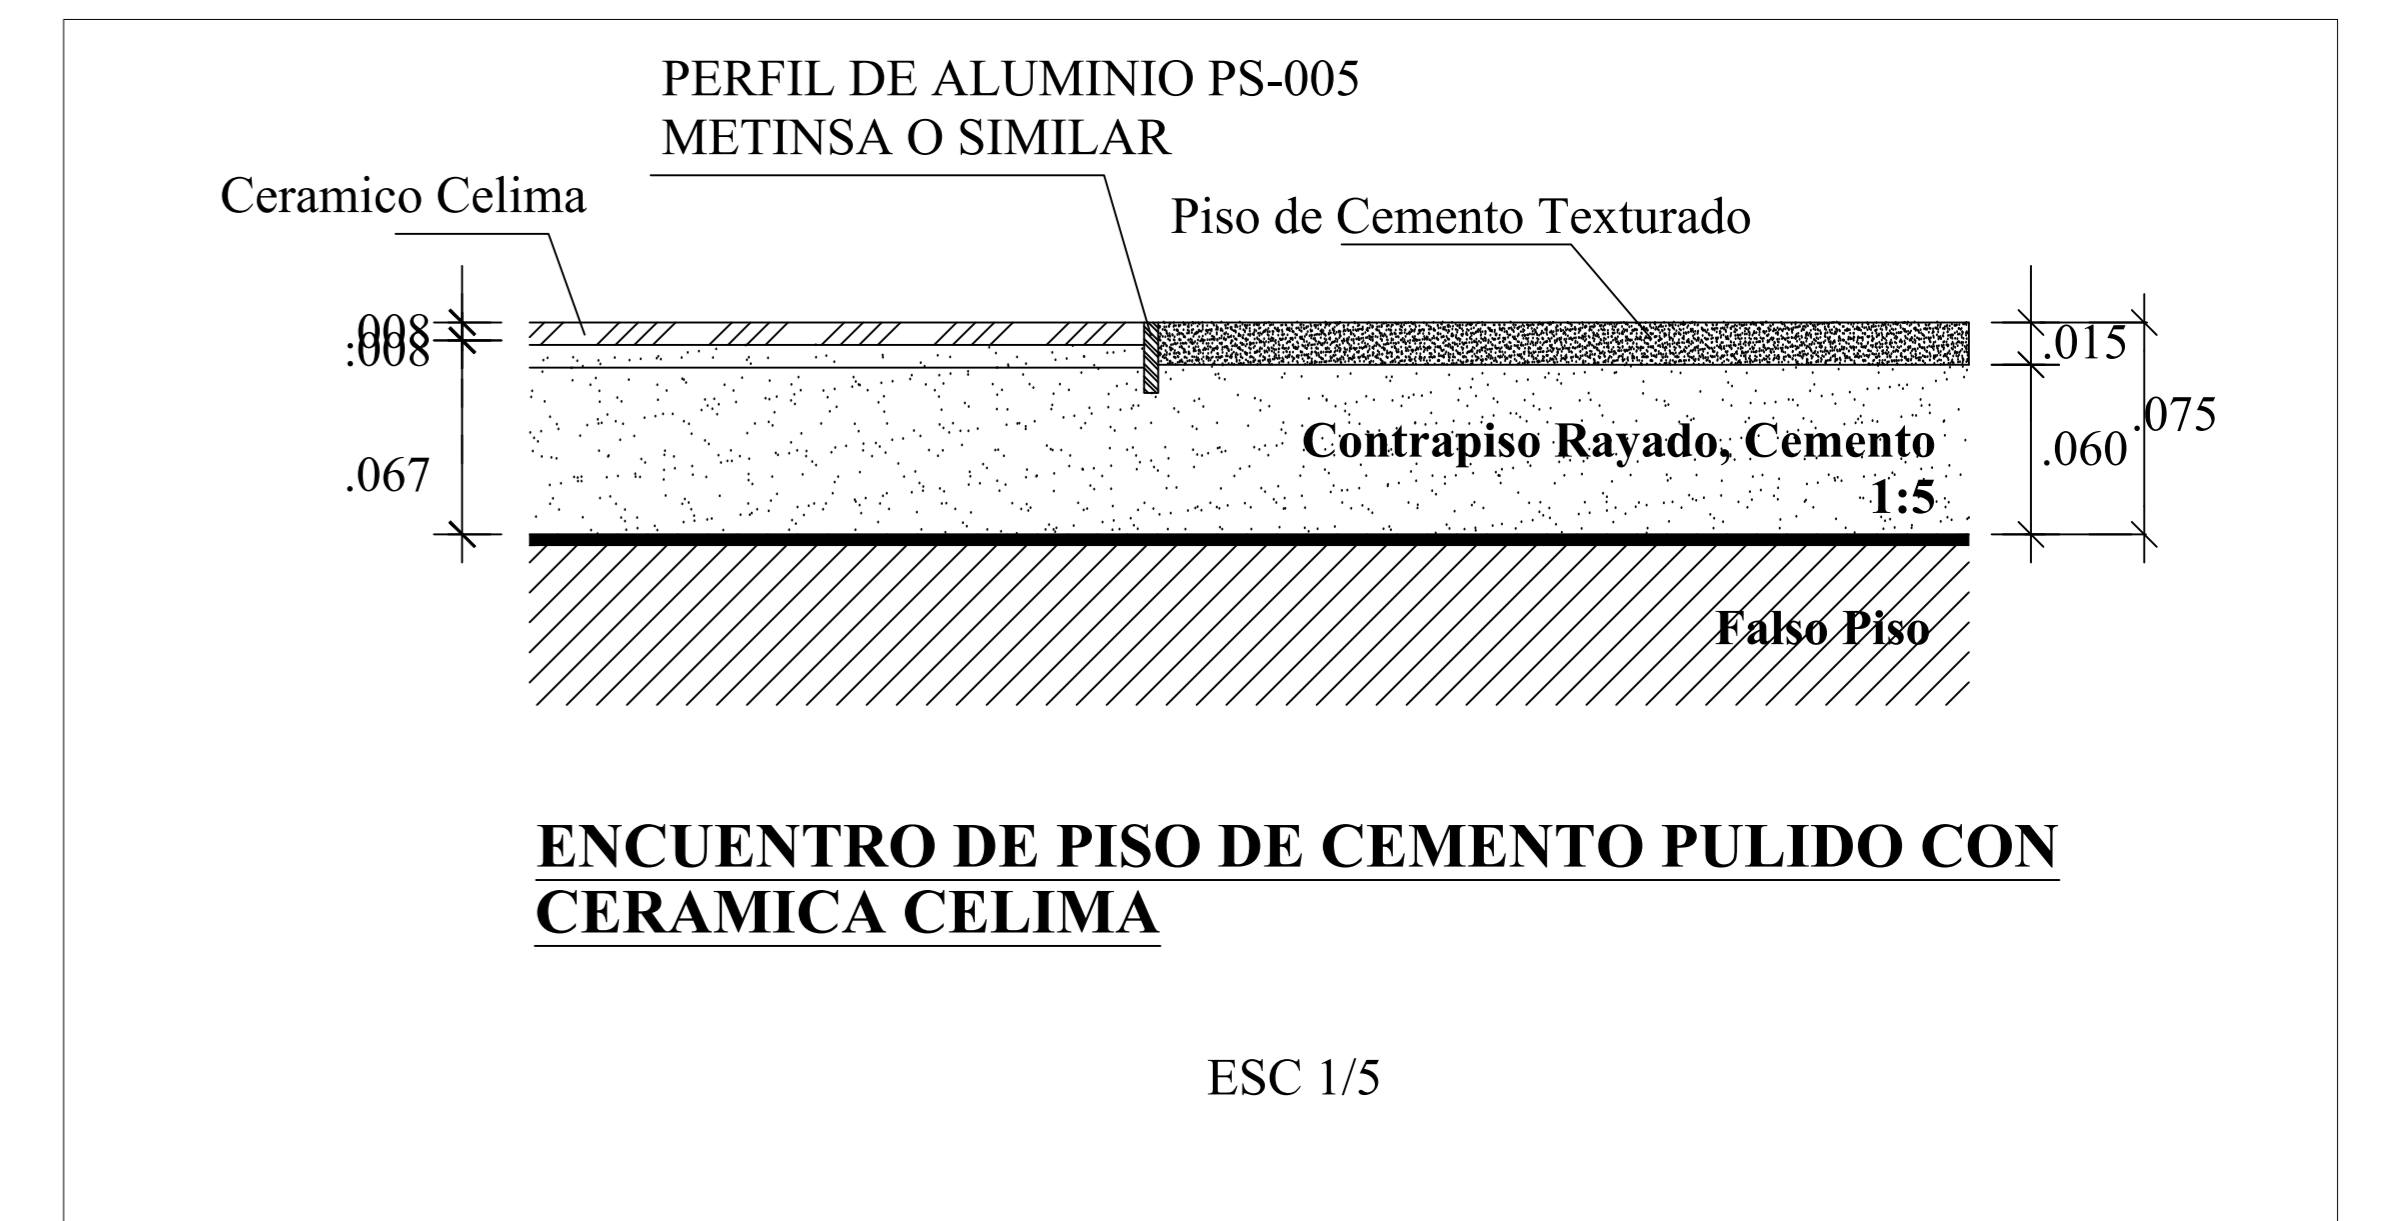 PERFIL DE ALUMINIO PS-005
METINSA O SIMILAR
Ceramico Celima
Piso de Cemento Texturado
.008
.008
.067
.015
.075
.060
Contrapiso Rayado, Cemento
1:5
Falso Piso
ENCUENTRO DE PISO DE CEMENTO PULIDO CON
CERAMICA CELIMA
ESC 1/5